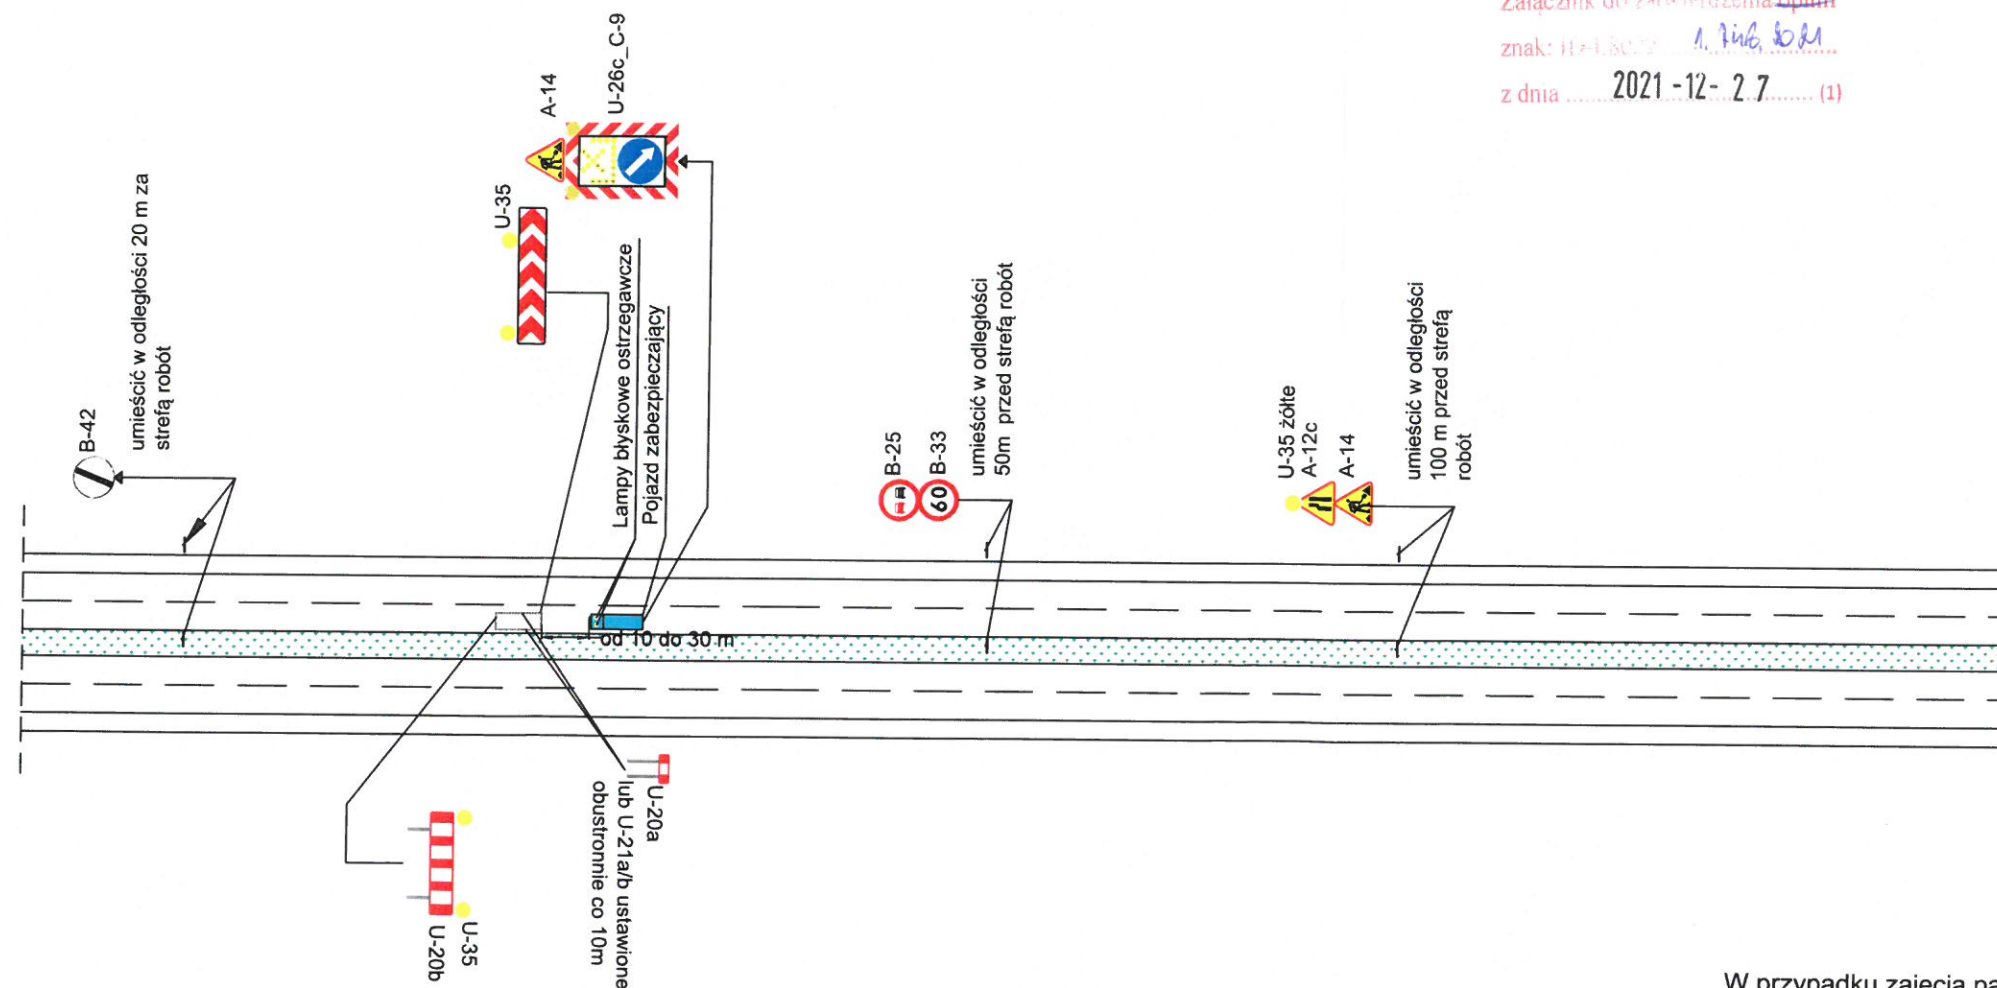 z dnia 2021-12-27 (1)
znak:
B-42
umieścić w odległości 20 m za
strefą robót
A-14
U-26c_C-9
U-35
Lampy błyskowe ostrzegawcze
Pojazd zabezpieczający
B-25
B-33
60
umieścić w odległości
50m przed strefą robót
U-35 żółte
A-12c
A-14
umieścić w odległości
100 m przed strefą
robót
od 10 do 30 m
U-20a
lub U-21a/b ustawione
obustronnie co 10m
U-35
U-20b
W przypadku zajęcia pa